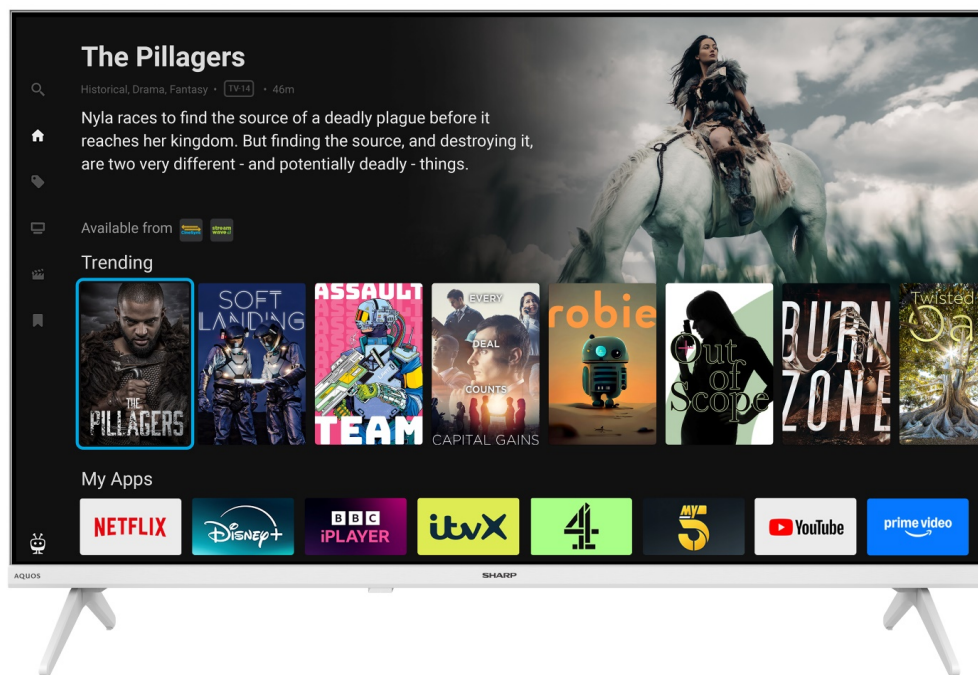 The Pillagers
Historical, Drama, Fantasy • TV-14 • 46m
Nyla races to find the source of a deadly plague before it
reaches her kingdom. But finding the source, and destroying it,
are two very different - and potentially deadly - things.
Available from
stream
wave
Trending
THE
PILLAGERS
SOFT
LANDING
ASSAULT
TEAM
EVERY
DEAL
COUNTS
CAPITAL GAINS
robie
Out
of
Scope
BURN
ZONE
Twisted
Oa
My Apps
NETFLIX
Disney+
BBC
iPLAYER
itvX
4
MY5
YouTube
prime video
AQUOS
SHARP